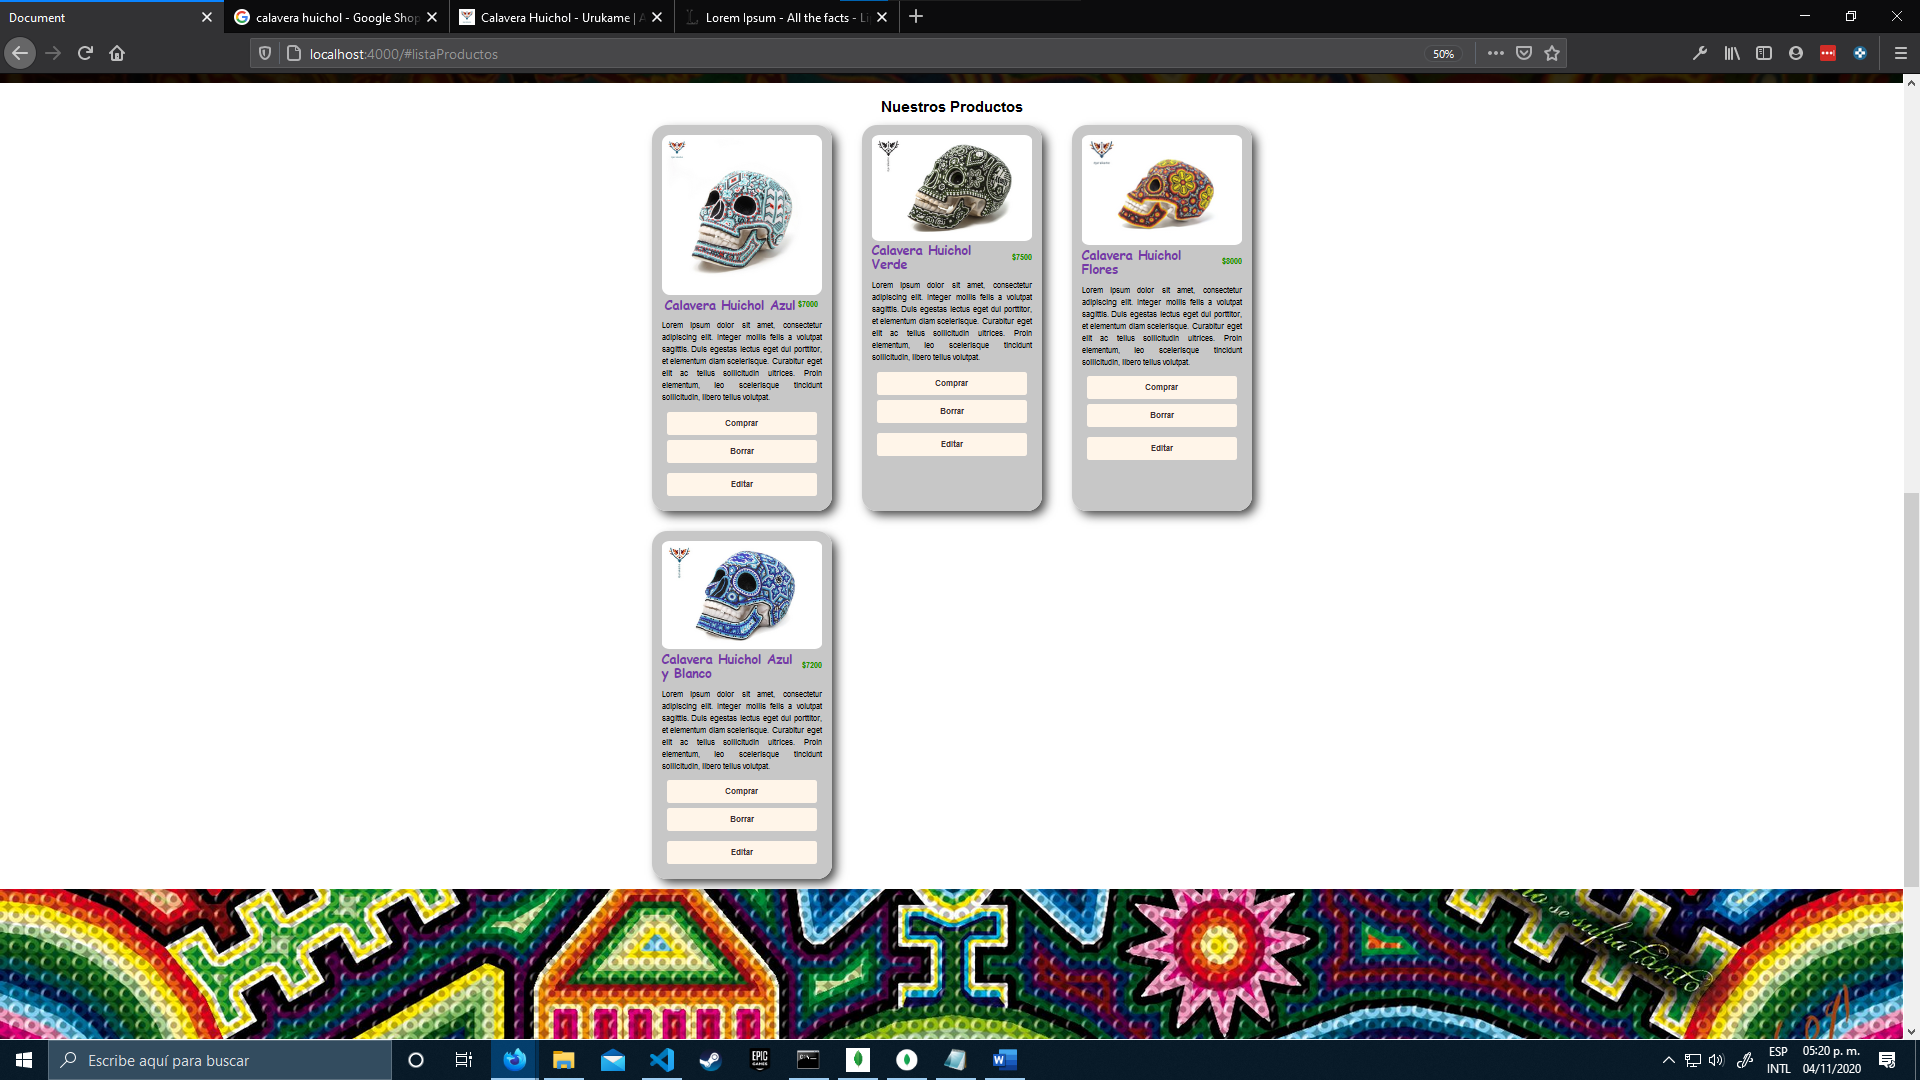 Document
calavera huichol - Google Shop
Calavera Huichol - Urukame | A
Lorem Ipsum - All the facts - Li
localhost:4000/#listaProductos
50%
Nuestros Productos
Calavera Huichol Azul $7000
Lorem ipsum dolor sit amet, consectetur
adipiscing elit. Integer mollis felis a volutpat
sagittis. Duis egestas lectus eget dui porttitor,
et elementum diam scelerisque. Curabitur eget
elit ac tellus sollicitudin ultrices. Proin
elementum, leo scelerisque tincidunt
sollicitudin, libero tellus volutpat.
Comprar
Borrar
Editar
Calavera Huichol
Verde
$7500
Lorem ipsum dolor sit amet, consectetur
adipiscing elit. Integer mollis felis a volutpat
sagittis. Duis egestas lectus eget dui porttitor,
et elementum diam scelerisque. Curabitur eget
elit ac tellus sollicitudin ultrices. Proin
elementum, leo scelerisque tincidunt
sollicitudin, libero tellus volutpat.
Comprar
Borrar
Editar
Calavera Huichol
Flores
$8000
Lorem ipsum dolor sit amet, consectetur
adipiscing elit. Integer mollis felis a volutpat
sagittis. Duis egestas lectus eget dui porttitor,
et elementum diam scelerisque. Curabitur eget
elit ac tellus sollicitudin ultrices. Proin
elementum, leo scelerisque tincidunt
sollicitudin, libero tellus volutpat.
Comprar
Borrar
Editar
Calavera Huichol Azul
y Blanco
$7200
Lorem ipsum dolor sit amet, consectetur
adipiscing elit. Integer mollis felis a volutpat
sagittis. Duis egestas lectus eget dui porttitor,
et elementum diam scelerisque. Curabitur eget
elit ac tellus sollicitudin ultrices. Proin
elementum, leo scelerisque tincidunt
sollicitudin, libero tellus volutpat.
Comprar
Borrar
Editar
no se sufra tanto
Escribe aquí para buscar
EPIC
GAMES
ESP
INTL
05:20 p. m.
04/11/2020